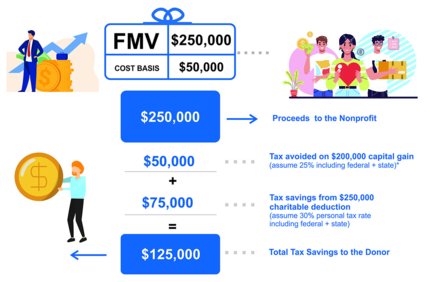 FMV $250,000
COST BASIS $50,000
$250,000 Proceeds to the Nonprofit
$50,000 Tax avoided on $200,000 capital gain
(assume 25% including federal + state)*
+
$75,000 Tax savings from $250,000
charitable deduction
(assume 30% personal tax rate
including federal + state)
=
$125,000 Total Tax Savings to the Donor